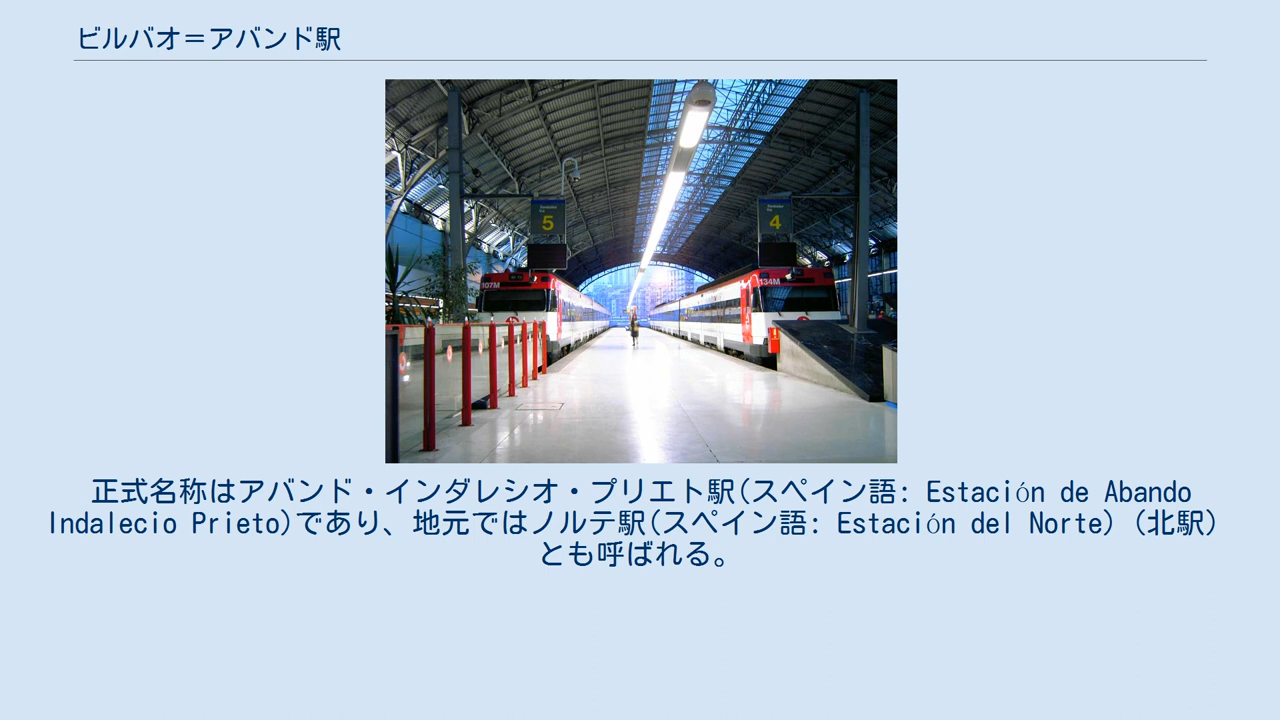 ビルバオ=アバンド駅
5
4
107M
134M
正式名称はアバンド・インダレシオ・プリエト駅(スペイン語: Estación de Abando
Indalecio Prieto)であり、地元ではノルテ駅(スペイン語: Estación del Norte) (北駅)
とも呼ばれる。